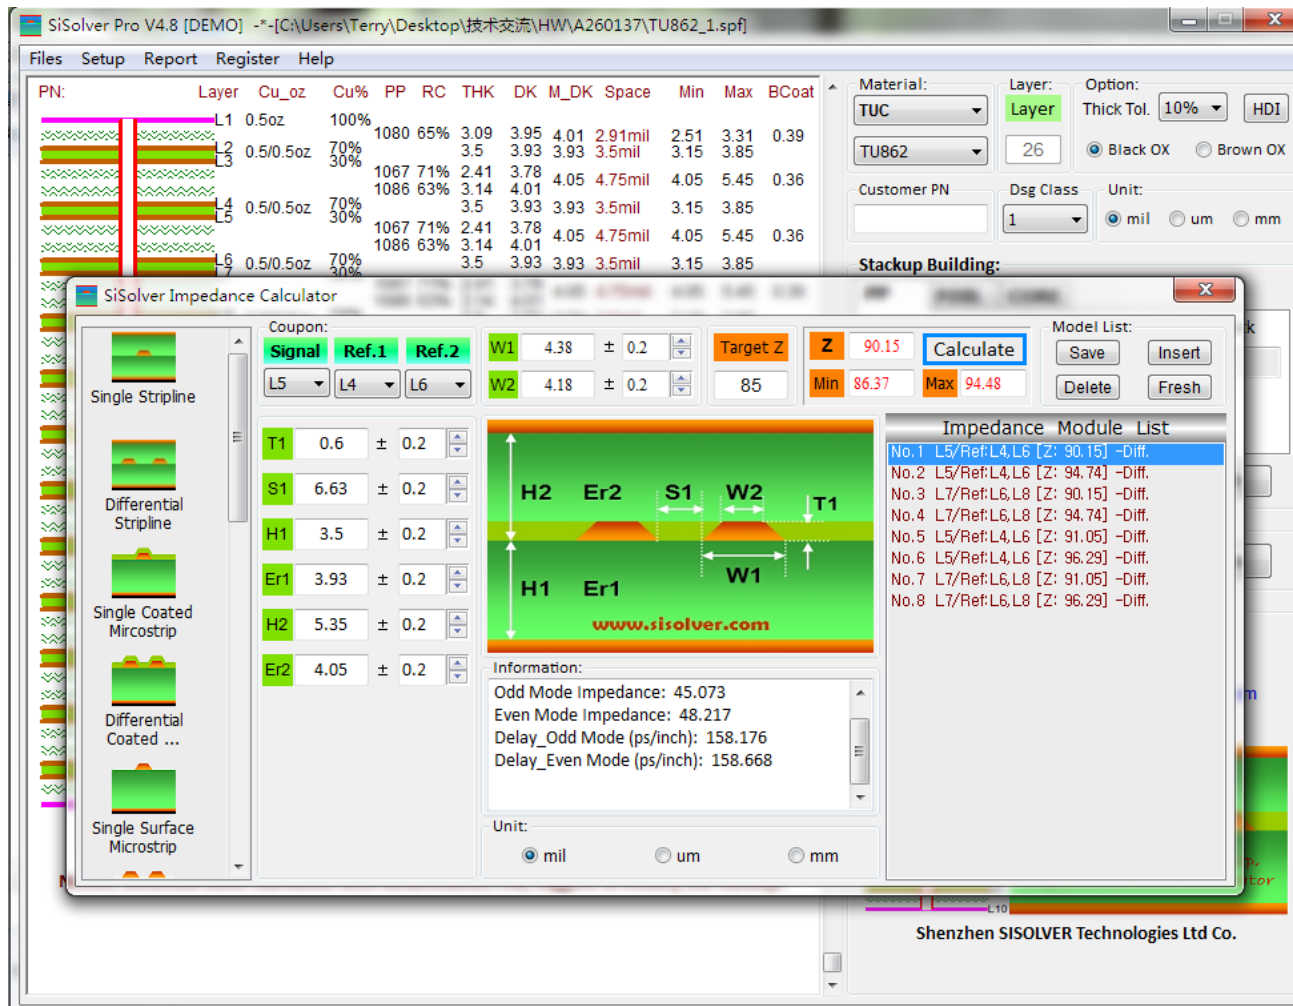 SiSolver Pro V4.8 [DEMO] -*-[C:\Users\Terry\Desktop\技术交流\HW\A260137\TU862_1.spf]
Files Setup Report Register Help
PN: Layer Cu_oz Cu% PP RC THK DK M_DK Space Min Max BCoat
L1 0.5oz 100%
1080 65% 3.09 3.95 4.01 2.91mil 2.51 3.31 0.39
L2 0.5/0.5oz 70% 3.5 3.93 3.93 3.5mil 3.15 3.85
L3 30%
1067 71% 2.41 3.78
1086 63% 3.14 4.01 4.05 4.75mil 4.05 5.45 0.36
L4 0.5/0.5oz 70% 3.5 3.93 3.93 3.5mil 3.15 3.85
L5 30%
1067 71% 2.41 3.78
1086 63% 3.14 4.01 4.05 4.75mil 4.05 5.45 0.36
L6 0.5/0.5oz 70% 3.5 3.93 3.93 3.5mil 3.15 3.85
L7 30%
Material: Layer: Option:
TUC Layer Thick Tol. 10% HDI
TU862 26 Black OX Brown OX
Customer PN Dsg Class Unit:
1 mil um mm
Stackup Building:
SiSolver Impedance Calculator
Single Stripline
Differential
Stripline
Single Coated
Mircostrip
Differential
Coated ...
Single Surface
Microstrip
Coupon:
Signal Ref.1 Ref.2
L5 L4 L6
W1 4.38 ± 0.2
W2 4.18 ± 0.2
Target Z
85
Z 90.15 Calculate
Min 86.37 Max 94.48
Model List:
Save Insert
Delete Fresh
T1 0.6 ± 0.2
S1 6.63 ± 0.2
H1 3.5 ± 0.2
Er1 3.93 ± 0.2
H2 5.35 ± 0.2
Er2 4.05 ± 0.2
H2 Er2 S1 W2 T1
H1 Er1 W1
www.sisolver.com
Information:
Odd Mode Impedance: 45.073
Even Mode Impedance: 48.217
Delay_Odd Mode (ps/inch): 158.176
Delay_Even Mode (ps/inch): 158.668
Unit:
mil um mm
Impedance Module List
No.1 L5/Ref:L4,L6 [Z: 90.15] -Diff.
No.2 L5/Ref:L4,L6 [Z: 94.74] -Diff.
No.3 L7/Ref:L6,L8 [Z: 90.15] -Diff.
No.4 L7/Ref:L6,L8 [Z: 94.74] -Diff.
No.5 L5/Ref:L4,L6 [Z: 91.05] -Diff.
No.6 L5/Ref:L4,L6 [Z: 96.29] -Diff.
No.7 L7/Ref:L6,L8 [Z: 91.05] -Diff.
No.8 L7/Ref:L6,L8 [Z: 96.29] -Diff.
L10
Shenzhen SISOLVER Technologies Ltd Co.